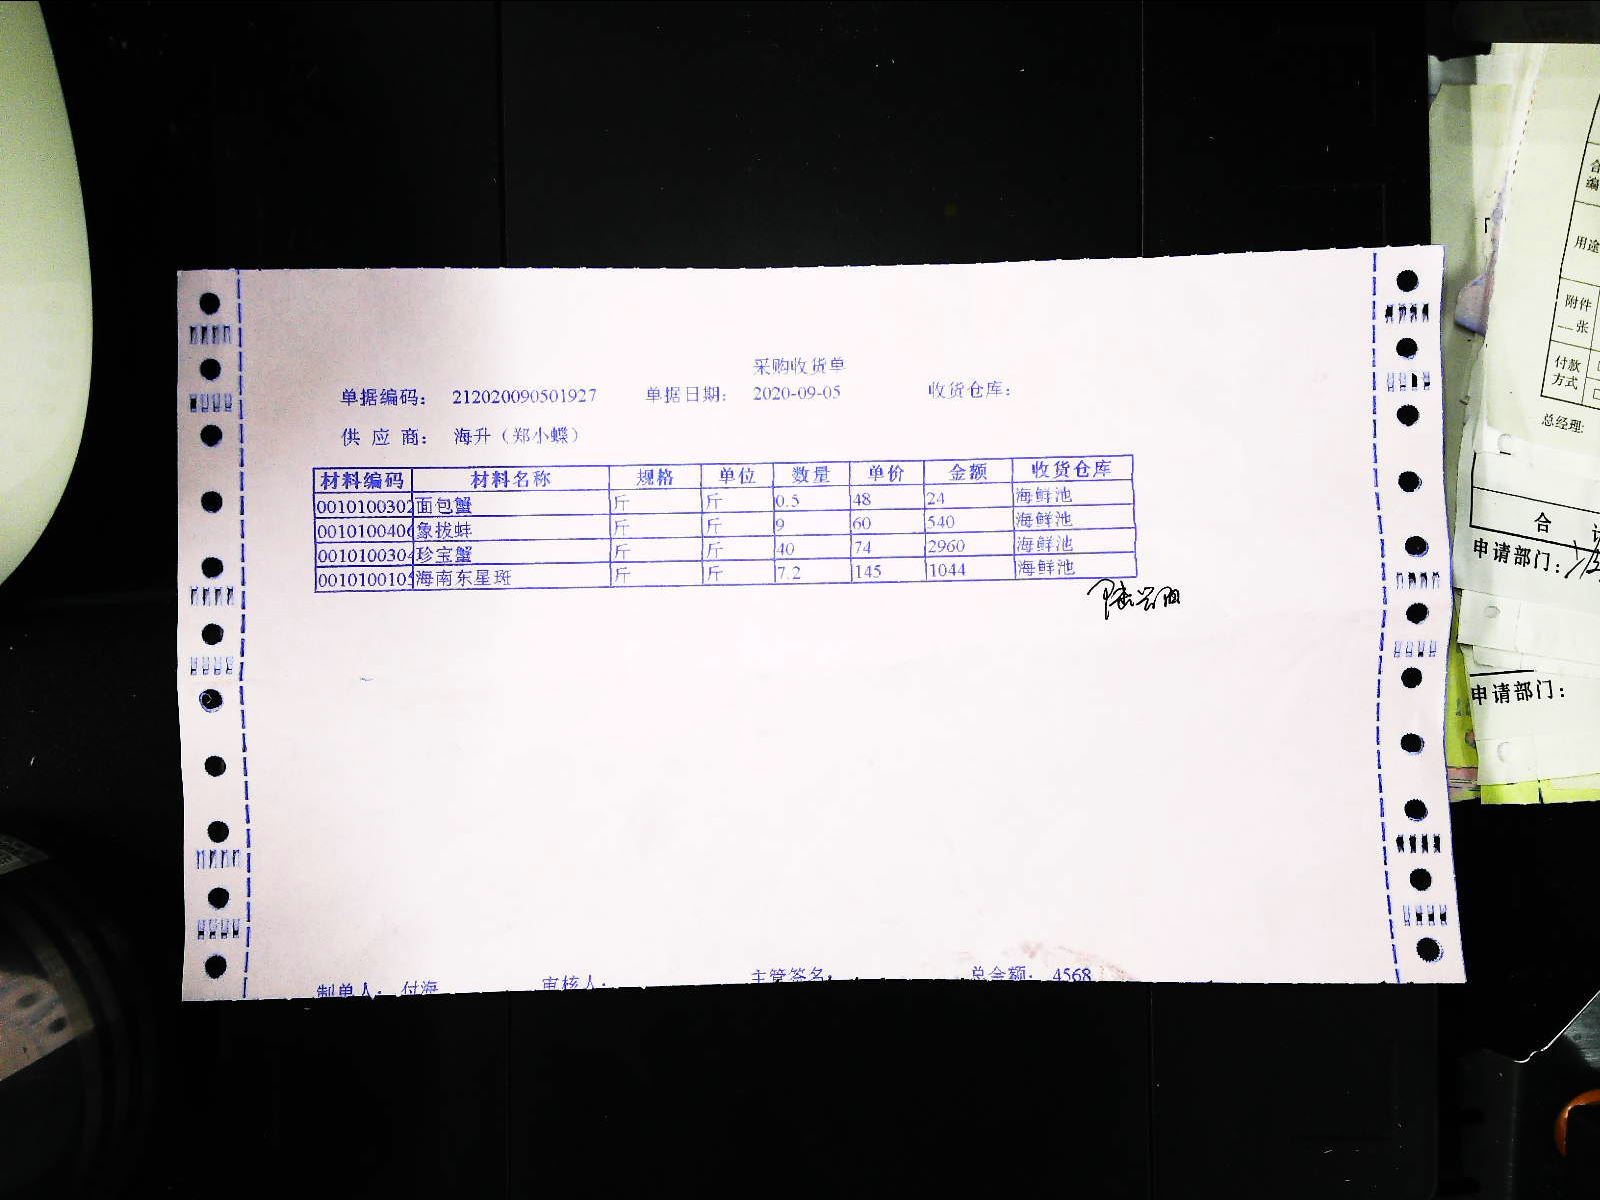 采购收货单
单据编码： 212020090501927 单据日期： 2020-09-05 收货仓库：
供 应 商： 海升（郑小蝶）
材料编码 材料名称 规格 单位 数量 单价 金额 收货仓库
0010100302 面包蟹 斤 斤 0.5 48 24 海鲜池
0010100406 象拔蚌 斤 斤 9 60 540 海鲜池
0010100304 珍宝蟹 斤 斤 40 74 2960 海鲜池
0010100105 海南东星斑 斤 斤 7.2 145 1044 海鲜池
制单人： 付海 审核人： 主管签名： 总金额： 4568
用途
附件
张
付款
方式
总经理:
合
申请部门：
申请部门：